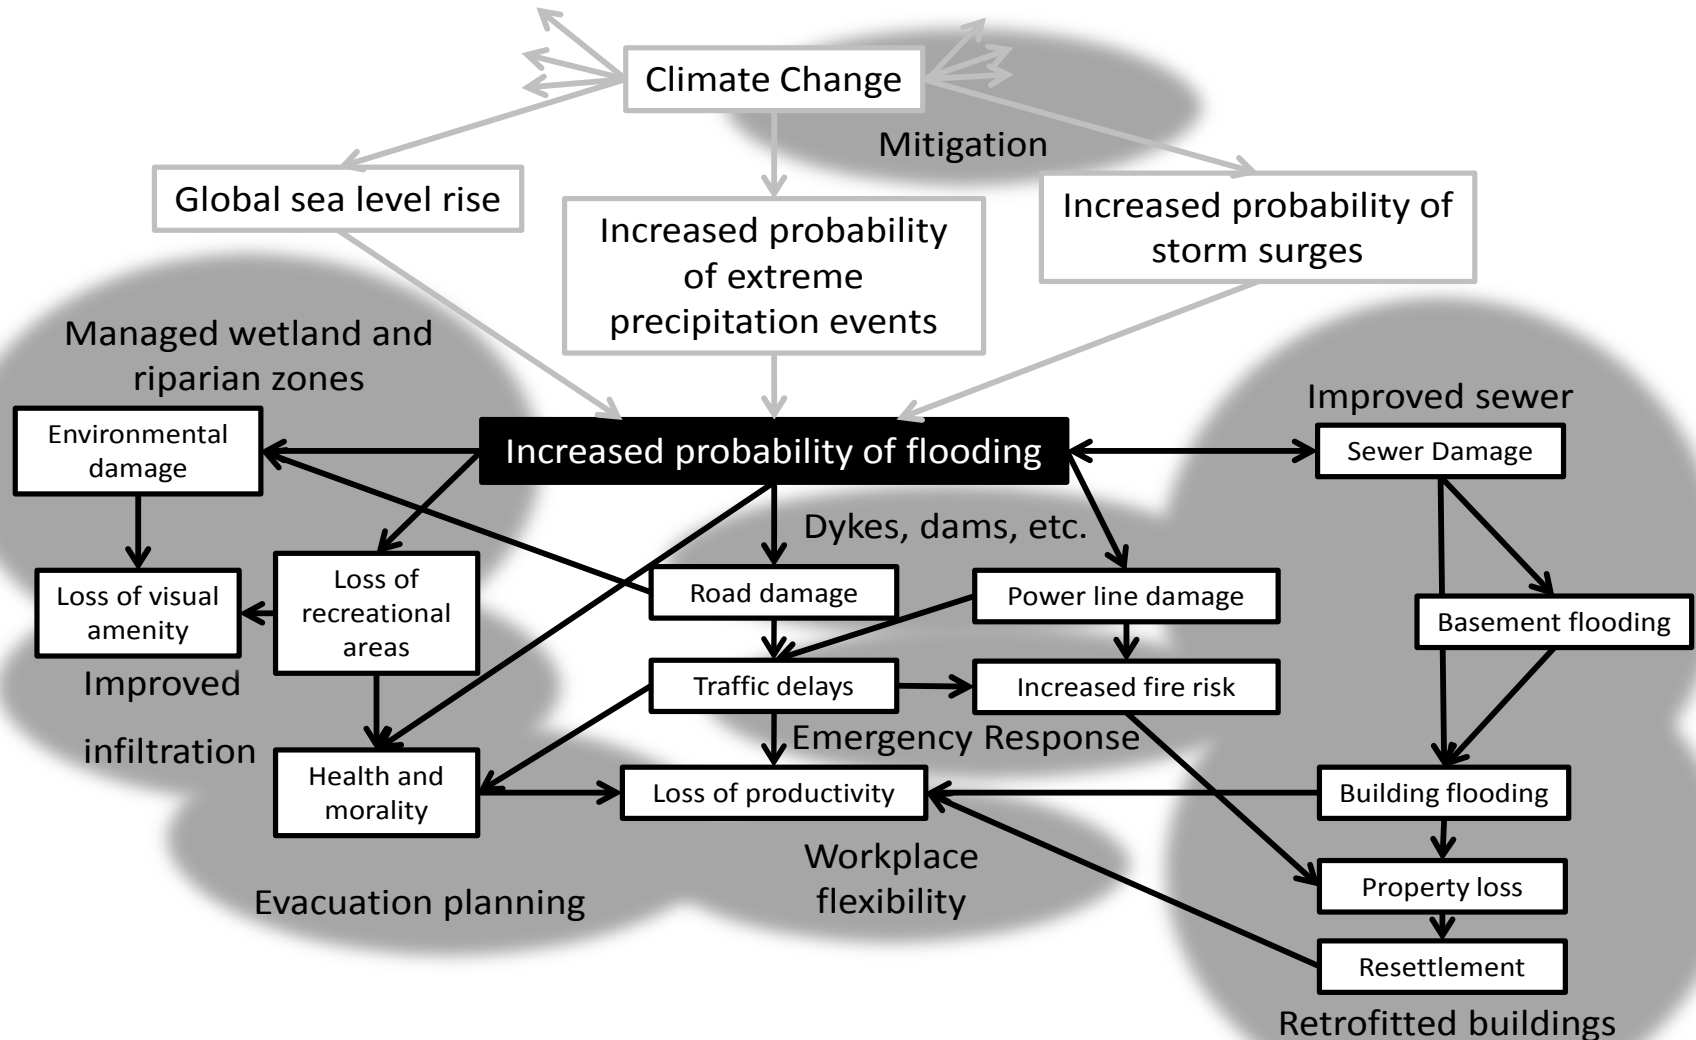 Climate Change
Mitigation
Global sea level rise
Increased probability
of extreme
precipitation events
Increased probability of
storm surges
Managed wetland and
riparian zones
Improved sewer
Environmental
damage
Increased probability of flooding
Sewer Damage
Dykes, dams, etc.
Loss of visual
amenity
Loss of
recreational
areas
Road damage
Power line damage
Basement flooding
Improved
infiltration
Traffic delays
Increased fire risk
Emergency Response
Health and
morality
Loss of productivity
Building flooding
Workplace
flexibility
Evacuation planning
Property loss
Resettlement
Retrofitted buildings